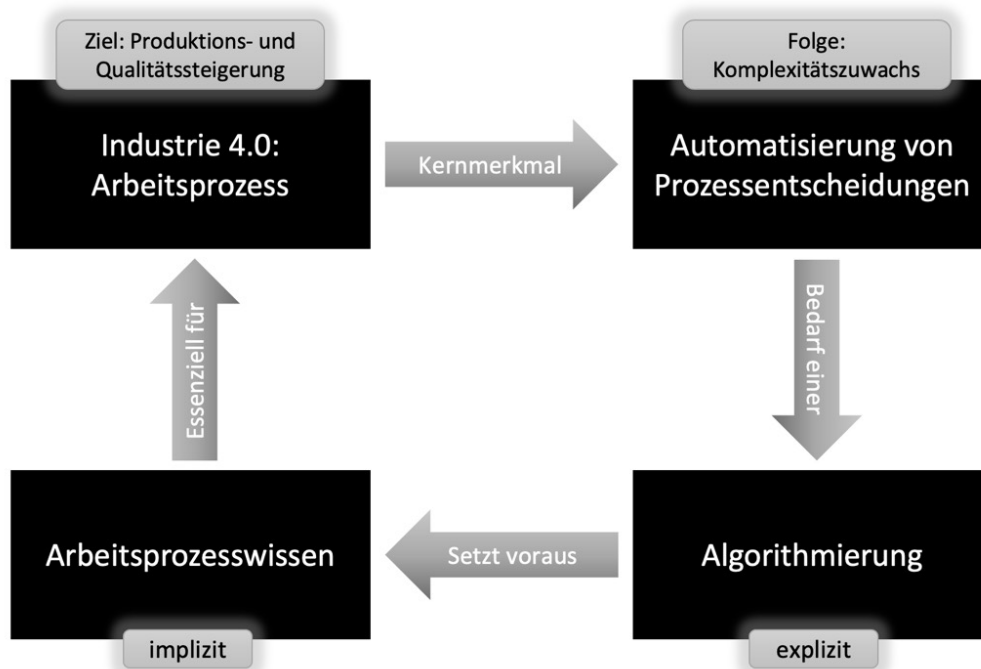 Ziel: Produktions- und
Qualitätssteigerung
Folge:
Komplexitätszuwachs
Industrie 4.0:
Arbeitsprozess
Kernmerkmal
Automatisierung von
Prozessentscheidungen
Essenziell für
Bedarf einer
Arbeitsprozesswissen
Setzt voraus
Algorithmierung
implizit
explizit